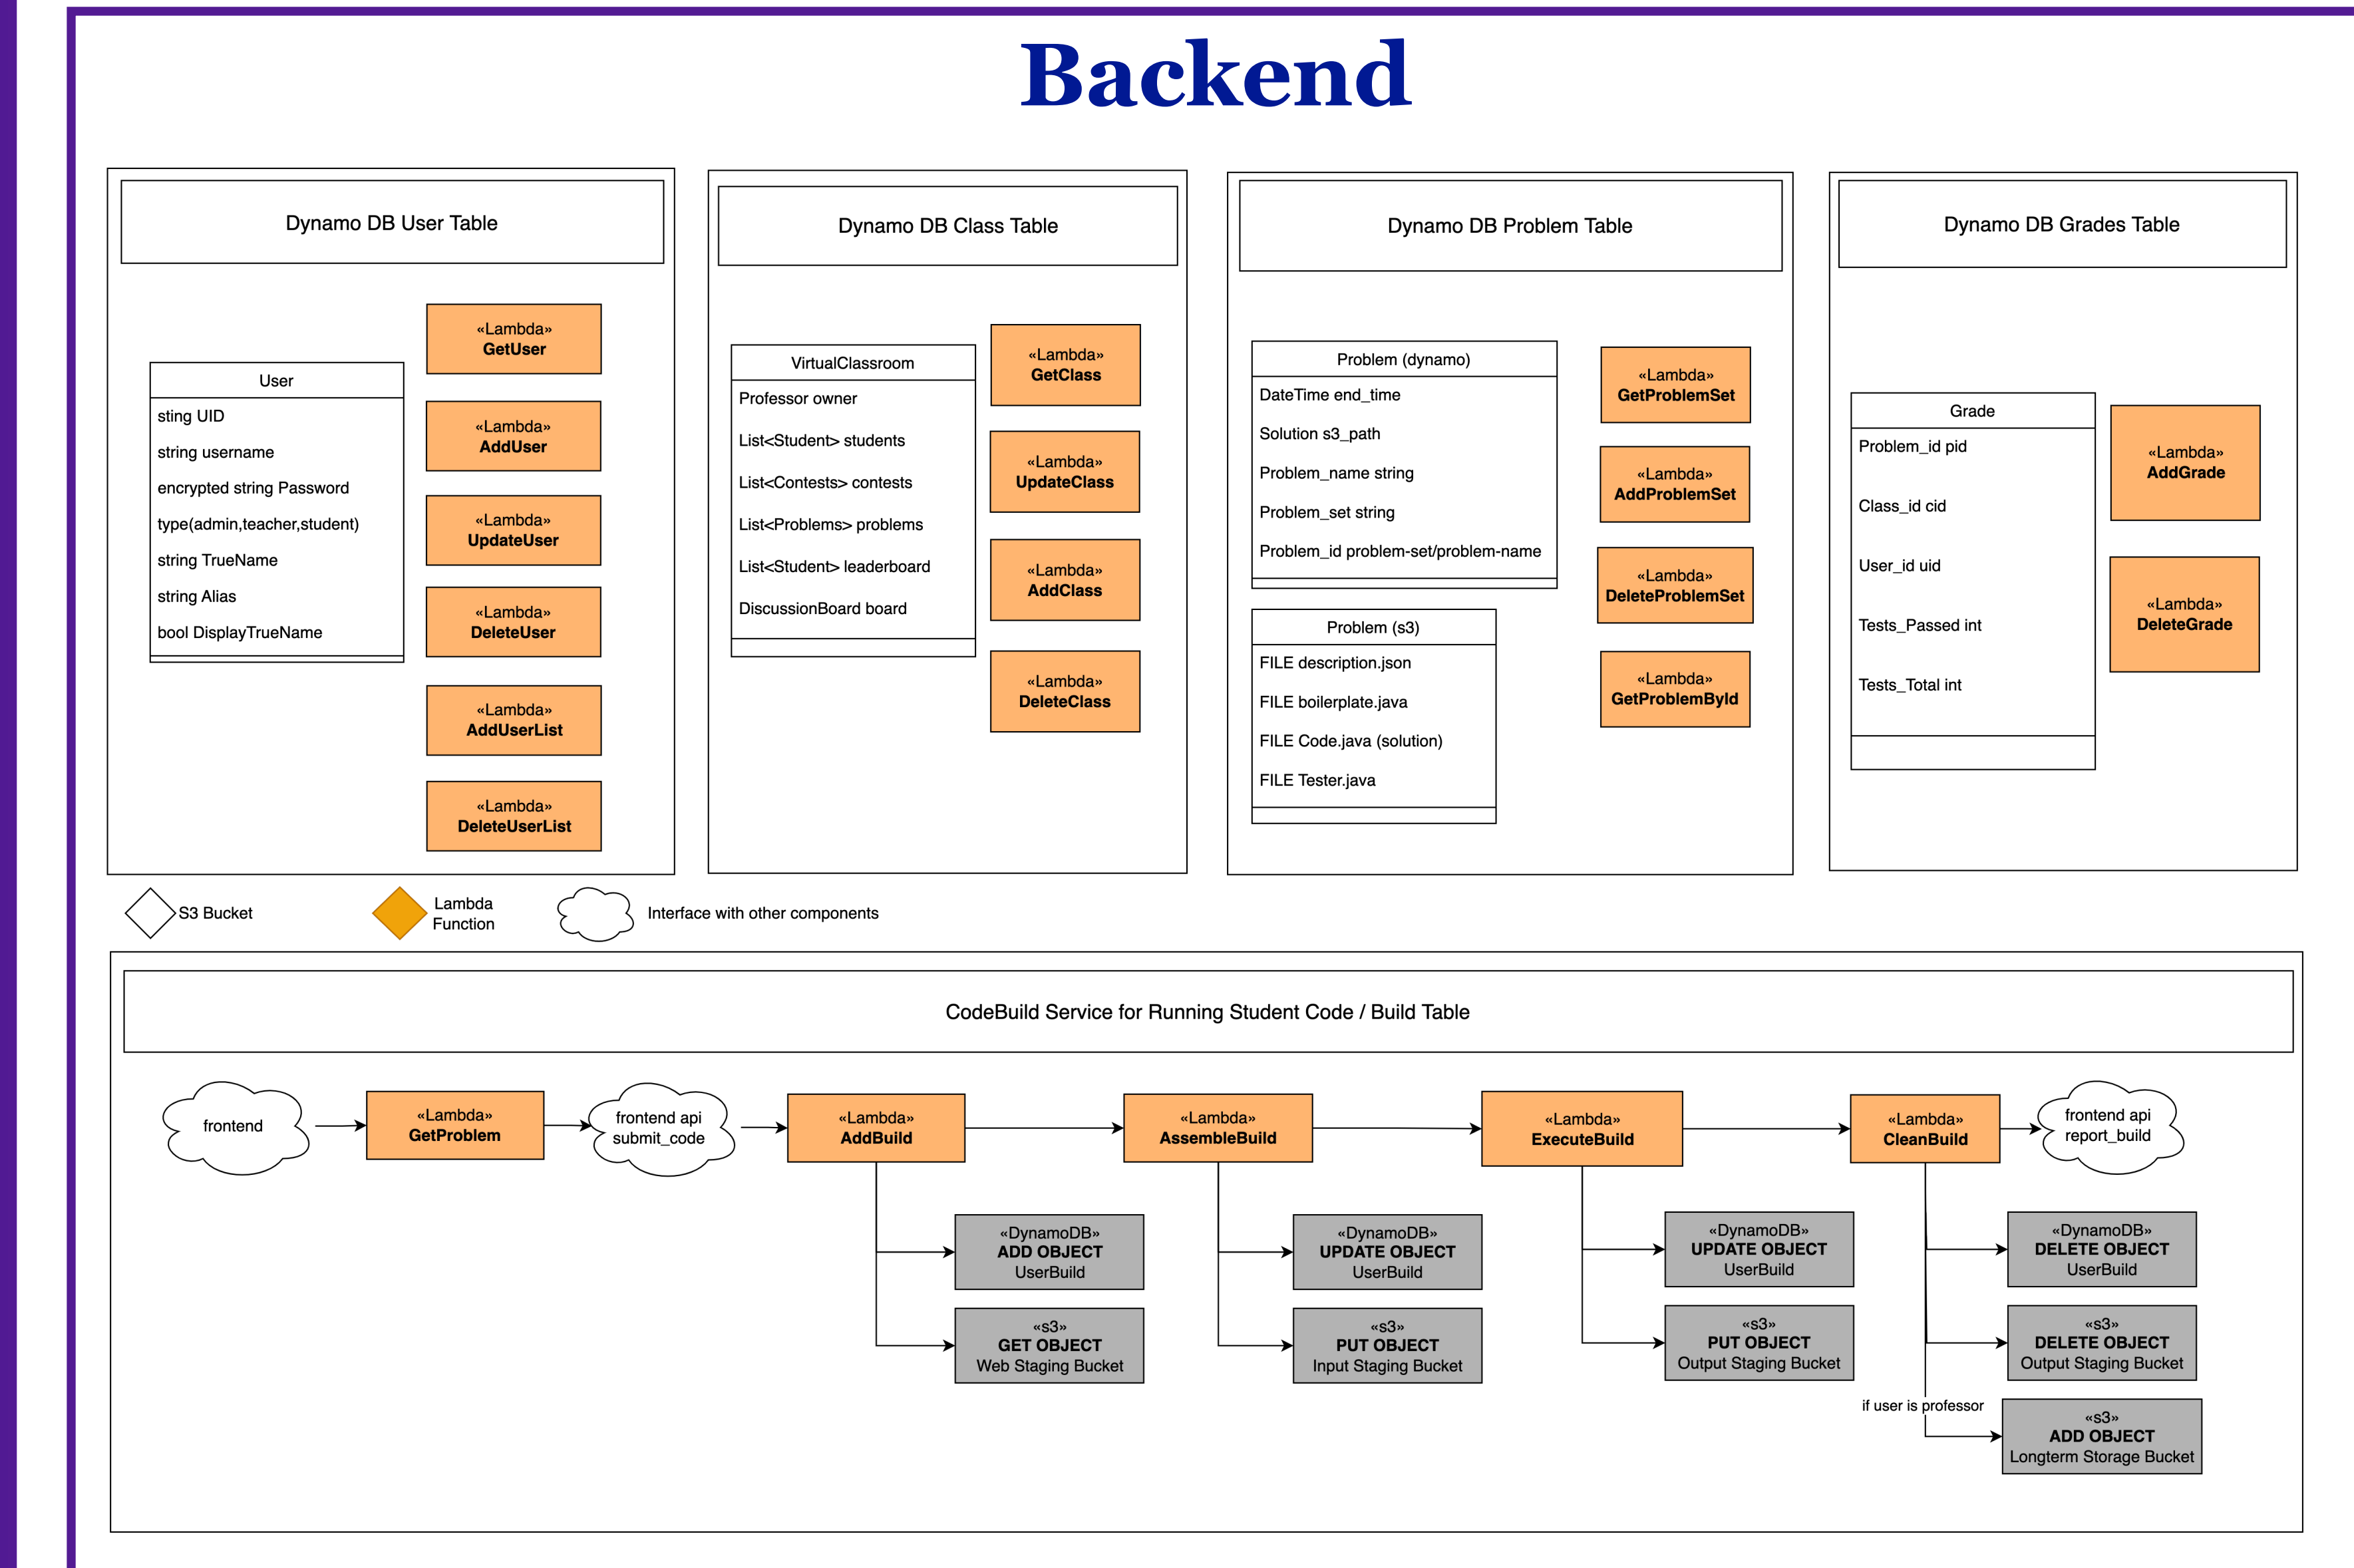 Backend
Dynamo DB User Table
User
sting UID
string username
encrypted string Password
type(admin,teacher,student)
string TrueName
string Alias
bool DisplayTrueName
«Lambda»
GetUser
«Lambda»
AddUser
«Lambda»
UpdateUser
«Lambda»
DeleteUser
«Lambda»
AddUserList
«Lambda»
DeleteUserList
Dynamo DB Class Table
VirtualClassroom
Professor owner
List<Student> students
List<Contests> contests
List<Problems> problems
List<Student> leaderboard
DiscussionBoard board
«Lambda»
GetClass
«Lambda»
UpdateClass
«Lambda»
AddClass
«Lambda»
DeleteClass
Dynamo DB Problem Table
Problem (dynamo)
DateTime end_time
Solution s3_path
Problem_name string
Problem_set string
Problem_id problem-set/problem-name
Problem (s3)
FILE description.json
FILE boilerplate.java
FILE Code.java (solution)
FILE Tester.java
«Lambda»
GetProblemSet
«Lambda»
AddProblemSet
«Lambda»
DeleteProblemSet
«Lambda»
GetProblemById
Dynamo DB Grades Table
Grade
Problem_id pid
Class_id cid
User_id uid
Tests_Passed int
Tests_Total int
«Lambda»
AddGrade
«Lambda»
DeleteGrade
S3 Bucket
Lambda
Function
Interface with other components
CodeBuild Service for Running Student Code / Build Table
frontend
«Lambda»
GetProblem
frontend api
submit_code
«Lambda»
AddBuild
«Lambda»
AssembleBuild
«Lambda»
ExecuteBuild
«Lambda»
CleanBuild
frontend api
report_build
«DynamoDB»
ADD OBJECT
UserBuild
«s3»
GET OBJECT
Web Staging Bucket
«DynamoDB»
UPDATE OBJECT
UserBuild
«s3»
PUT OBJECT
Input Staging Bucket
«DynamoDB»
UPDATE OBJECT
UserBuild
«s3»
PUT OBJECT
Output Staging Bucket
«DynamoDB»
DELETE OBJECT
UserBuild
«s3»
DELETE OBJECT
Output Staging Bucket
if user is professor
«s3»
ADD OBJECT
Longterm Storage Bucket